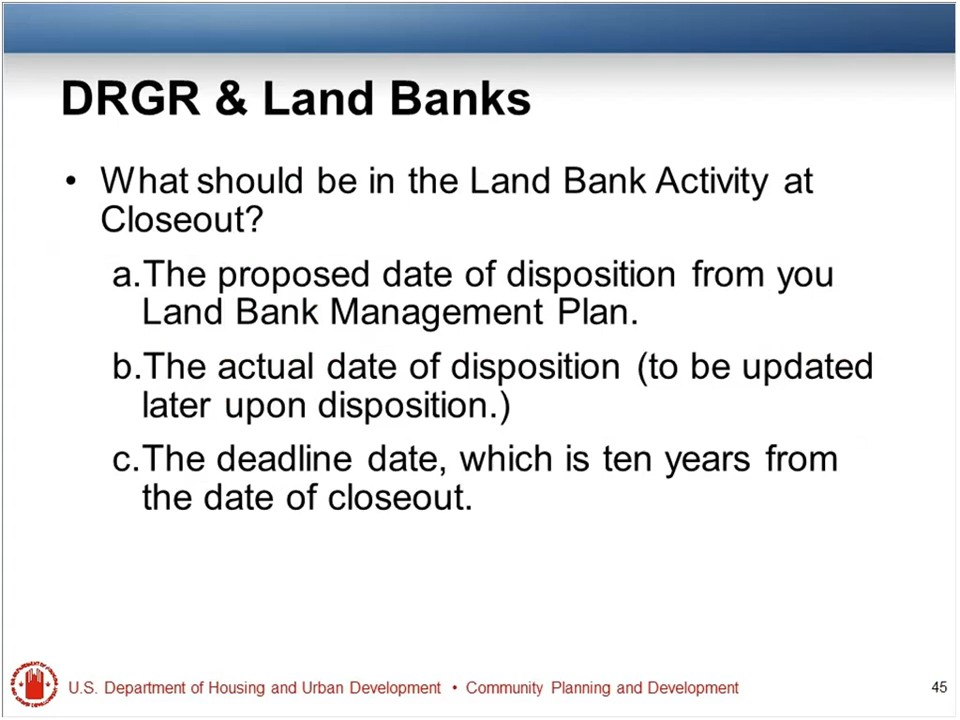 DRGR & Land Banks
• What should be in the Land Bank Activity at
Closeout?
a.The proposed date of disposition from you
Land Bank Management Plan.
b.The actual date of disposition (to be updated
later upon disposition.)
c.The deadline date, which is ten years from
the date of closeout.
U.S. Department of Housing and Urban Development • Community Planning and Development
45